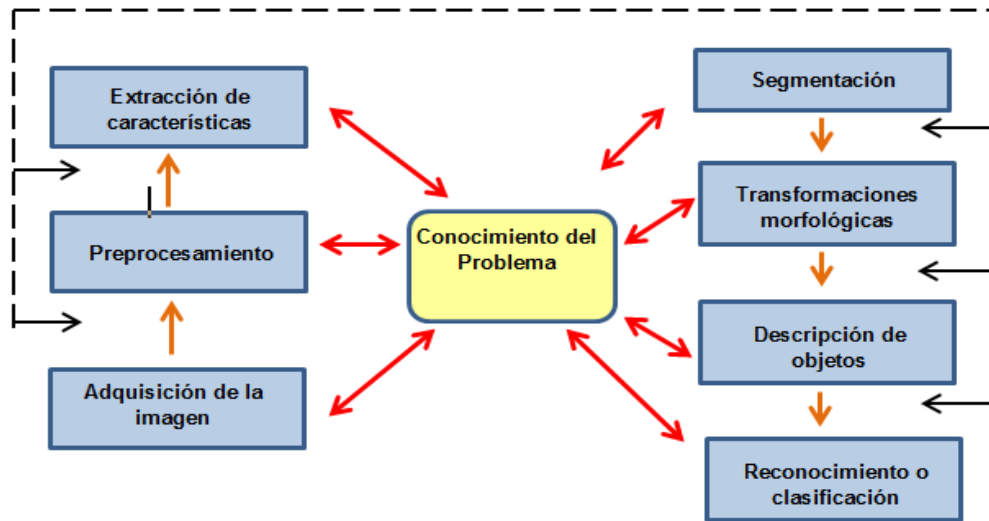 Extracción de
características
Preprocesamiento
Adquisición de la
imagen
Conocimiento del
Problema
Segmentación
Transformaciones
morfológicas
Descripción de
objetos
Reconocimiento o
clasificación